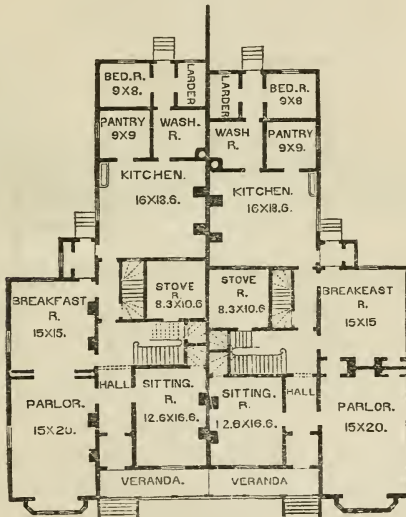 BED.R.
9X8.
LARDER
LARDER
BED.R.
9X8
PANTRY
9X9
WASH.
R.
WASH
R.
PANTRY
9X9.
KITCHEN.
16X18.6.
KITCHEN.
16X18.6.
STOVE
R.
8.3X10.6
STOVE
R.
8.3X10.6
BREAKFAST
R.
15X15.
BREAKFAST
R.
15X15
HALL
SITTING.
R.
12.6X16.6.
SITTING.
R.
12.6X16.6.
HALL
PARLOR.
15X20.
PARLOR.
15X20.
VERANDA.
VERANDA